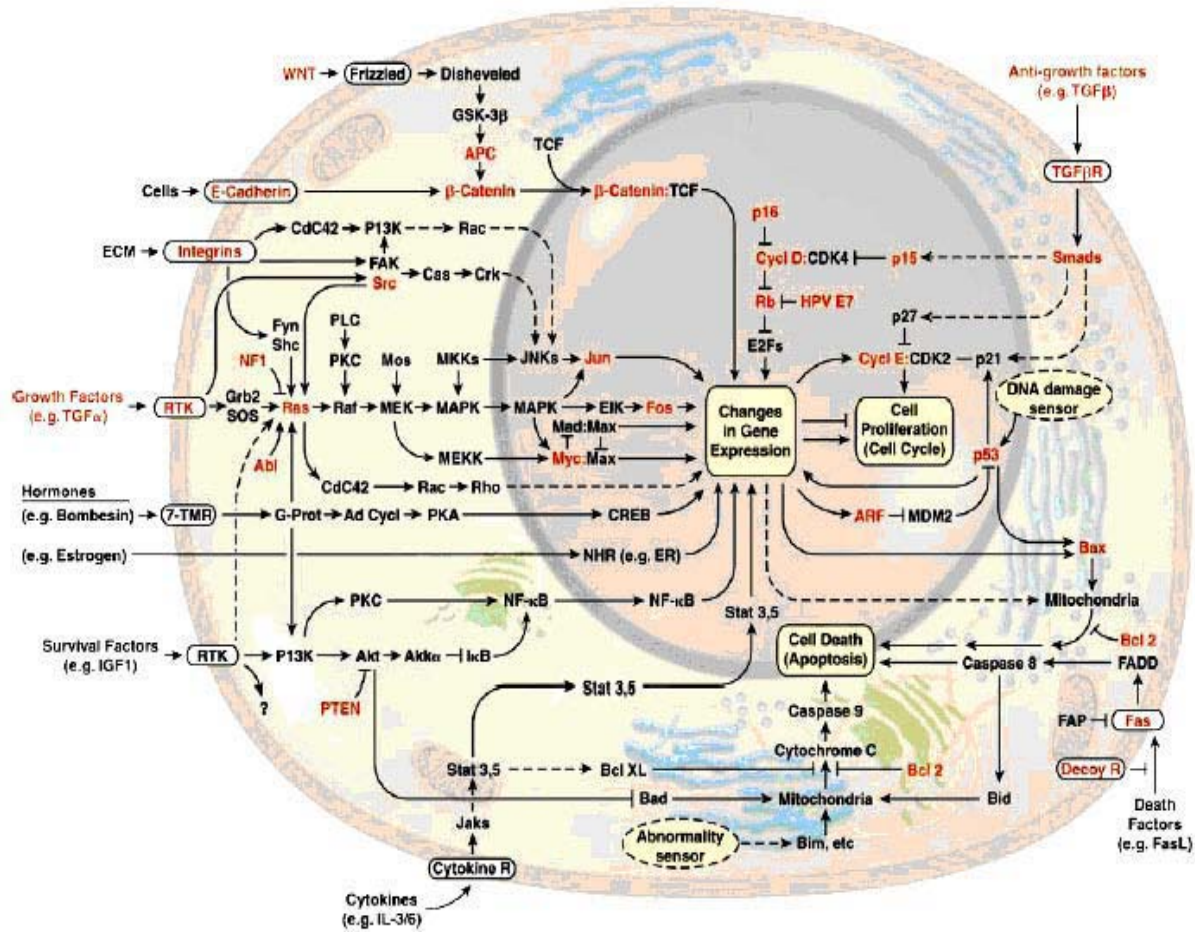 WNT
Frizzled
Disheveled
Anti-growth factors
(e.g. TGFβ)
GSK-3β
APC
TCF
Cells
E-Cadherin
β-Catenin
β-Catenin:TCF
TGFβR
p16
CdC42
P13K
Rac
ECM
Integrins
FAK
Cycl D:CDK4
p15
Smads
Src
Cas
Crk
Rb
HPV E7
Fyn
Shc
PLC
p27
NF1
PKC
Mos
MKKs
JNKs
Jun
E2Fs
Cycl E:CDK2
p21
Growth Factors
(e.g. TGFα)
RTK
Grb2
SOS
Ras
Raf
MEK
MAPK
MAPK
ElK
Fos
Changes
in Gene
Expression
Cell
Proliferation
(Cell Cycle)
DNA damage
sensor
Mad:Max
Abl
MEKK
Myc:Max
p53
CdC42
Rac
Rho
Hormones
(e.g. Bombesin)
7-TMR
G-Prot
Ad Cycl
PKA
CREB
ARF
MDM2
(e.g. Estrogen)
NHR (e.g. ER)
Bax
PKC
NF-κB
NF-κB
Stat 3,5
Mitochondria
Survival Factors
(e.g. IGF1)
RTK
P13K
Akt
Akkα
IκB
Cell Death
(Apoptosis)
Bcl 2
Caspase 8
FADD
?
PTEN
Stat 3,5
Caspase 9
FAP
Fas
Cytochrome C
Stat 3,5
Bcl XL
Bcl 2
Decoy R
Bad
Mitochondria
Bid
Jaks
Abnormality
sensor
Bim, etc
Death
Factors
(e.g. FasL)
Cytokine R
Cytokines
(e.g. IL-3/6)